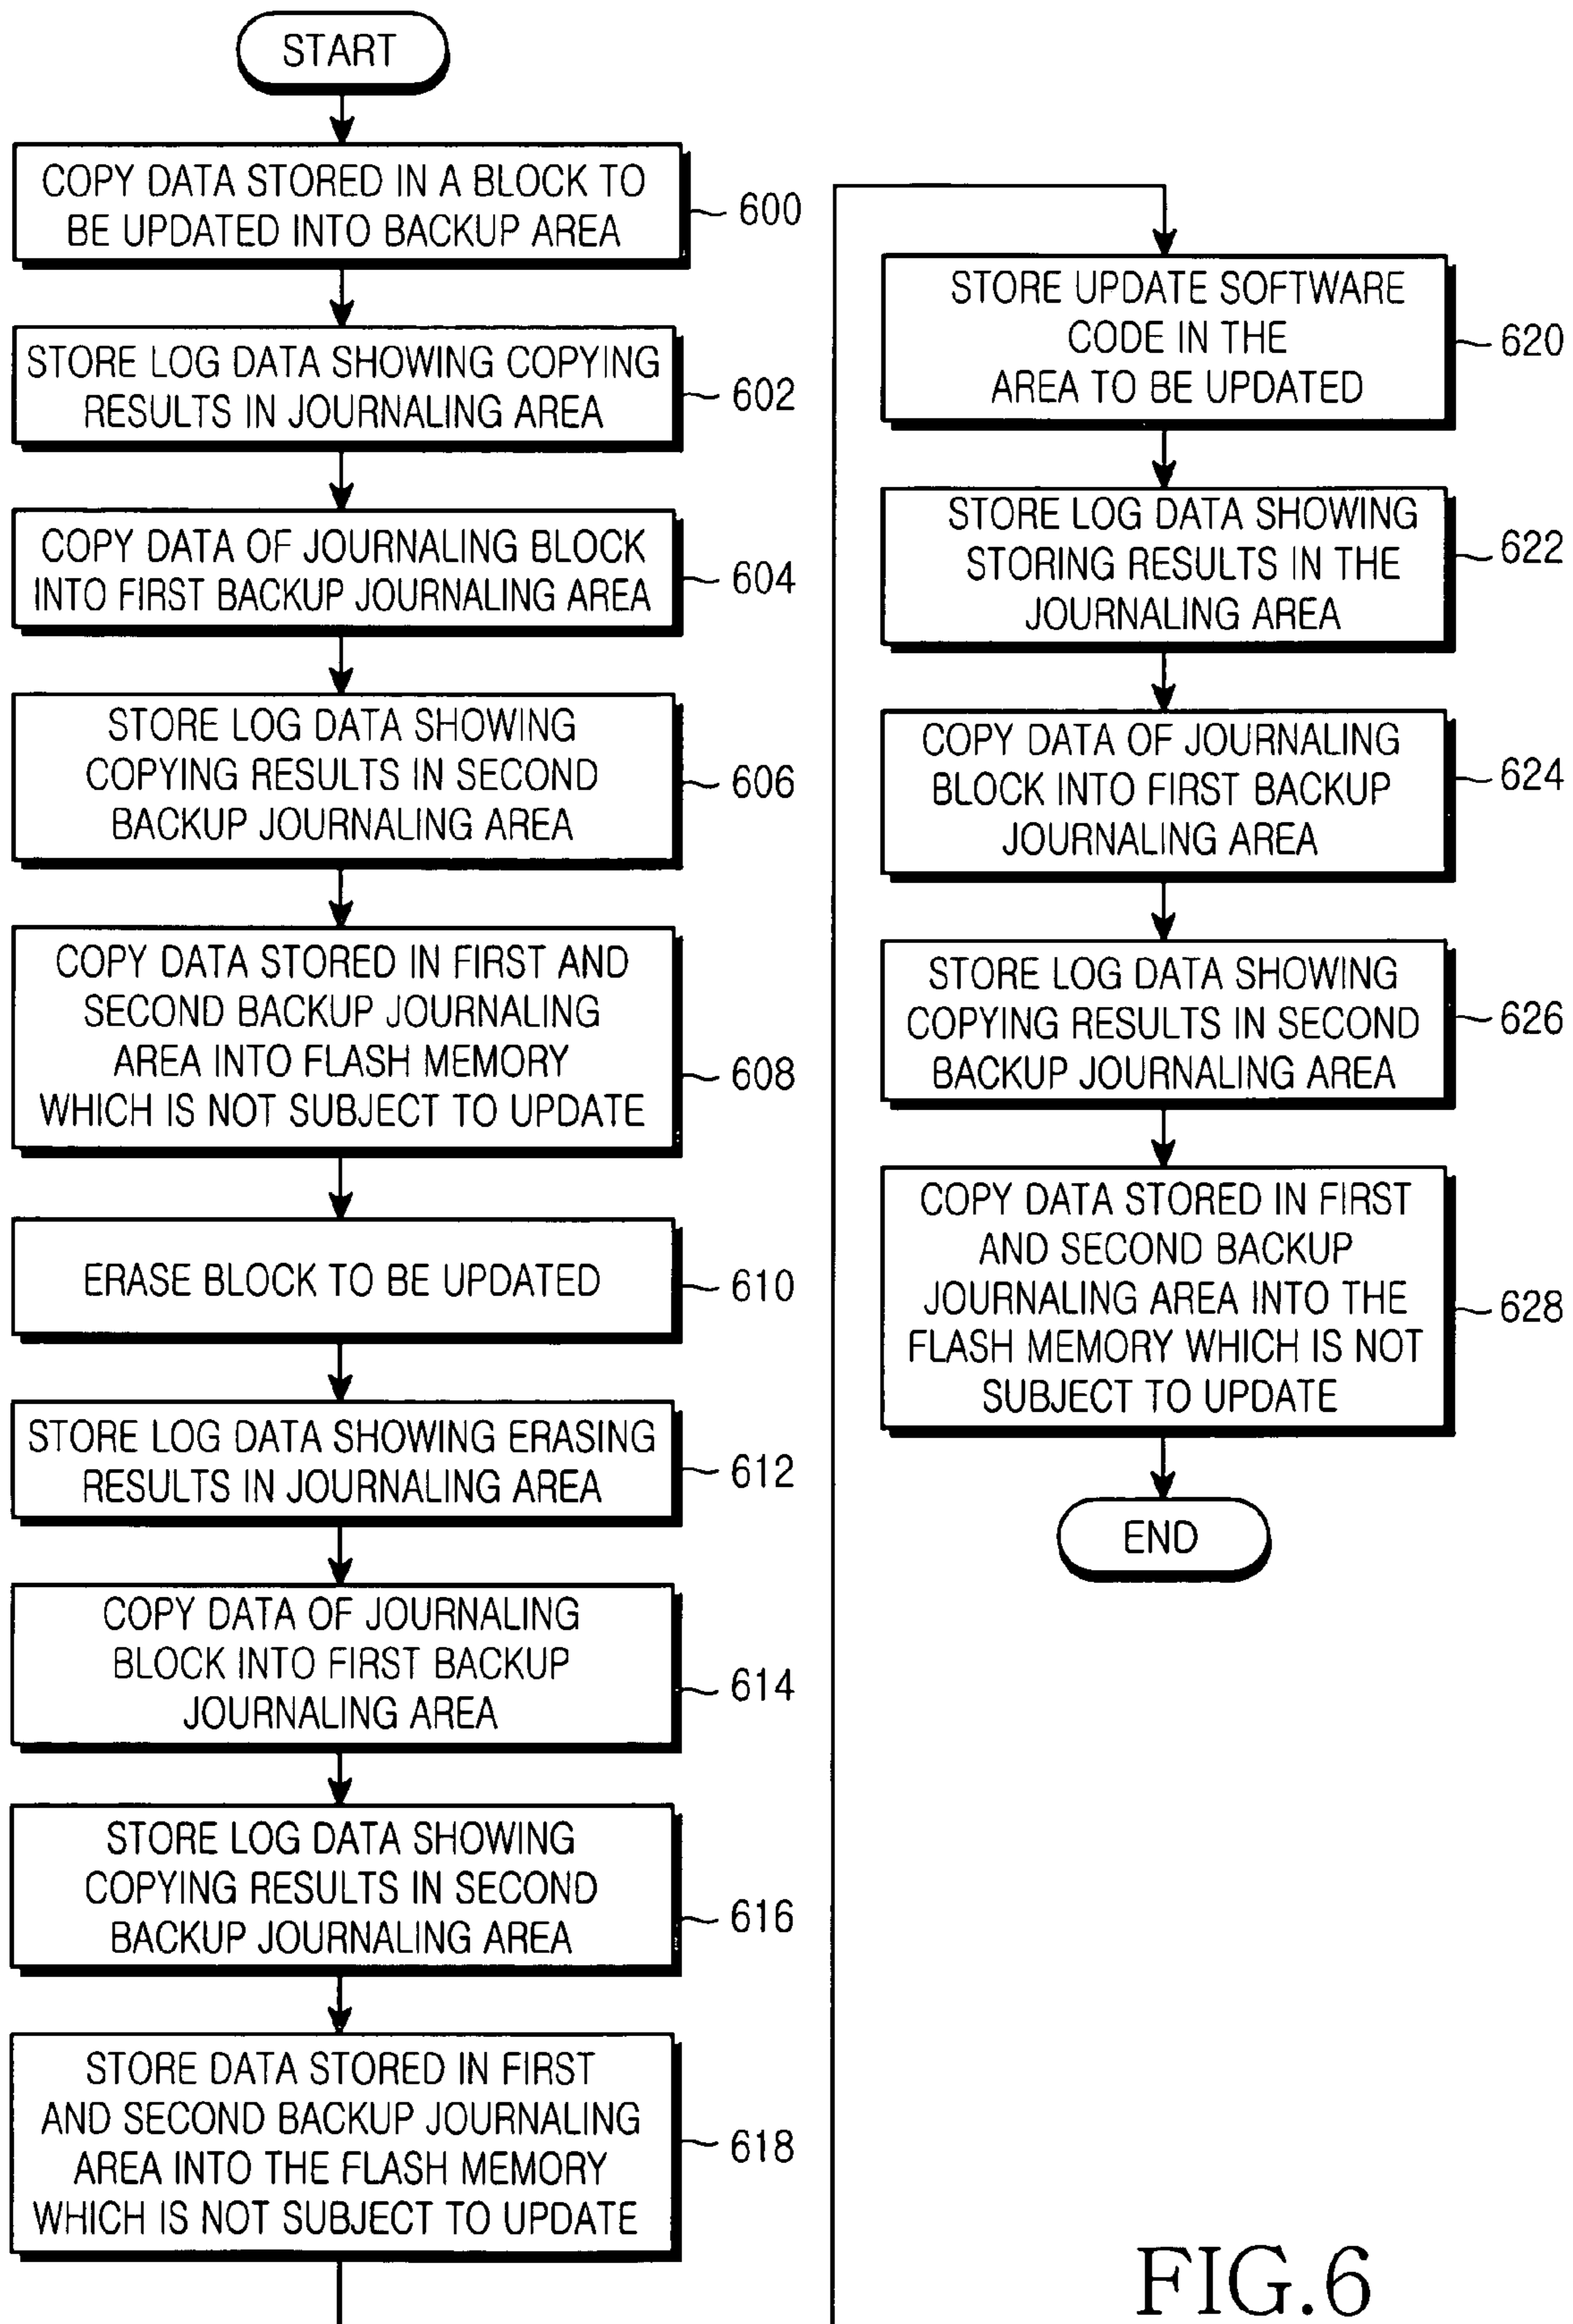 START
COPY DATA STORED IN A BLOCK TO
BE UPDATED INTO BACKUP AREA
600
STORE LOG DATA SHOWING COPYING
RESULTS IN JOURNALING AREA
602
COPY DATA OF JOURNALING BLOCK
INTO FIRST BACKUP JOURNALING AREA
604
STORE LOG DATA SHOWING
COPYING RESULTS IN SECOND
BACKUP JOURNALING AREA
606
COPY DATA STORED IN FIRST AND
SECOND BACKUP JOURNALING
AREA INTO FLASH MEMORY
WHICH IS NOT SUBJECT TO UPDATE
608
ERASE BLOCK TO BE UPDATED
610
STORE LOG DATA SHOWING ERASING
RESULTS IN JOURNALING AREA
612
COPY DATA OF JOURNALING
BLOCK INTO FIRST BACKUP
JOURNALING AREA
614
STORE LOG DATA SHOWING
COPYING RESULTS IN SECOND
BACKUP JOURNALING AREA
616
STORE DATA STORED IN FIRST
AND SECOND BACKUP JOURNALING
AREA INTO THE FLASH MEMORY
WHICH IS NOT SUBJECT TO UPDATE
618
STORE UPDATE SOFTWARE
CODE IN THE
AREA TO BE UPDATED
620
STORE LOG DATA SHOWING
STORING RESULTS IN THE
JOURNALING AREA
622
COPY DATA OF JOURNALING
BLOCK INTO FIRST BACKUP
JOURNALING AREA
624
STORE LOG DATA SHOWING
COPYING RESULTS IN SECOND
BACKUP JOURNALING AREA
626
COPY DATA STORED IN FIRST
AND SECOND BACKUP
JOURNALING AREA INTO THE
FLASH MEMORY WHICH IS NOT
SUBJECT TO UPDATE
628
END
FIG.6